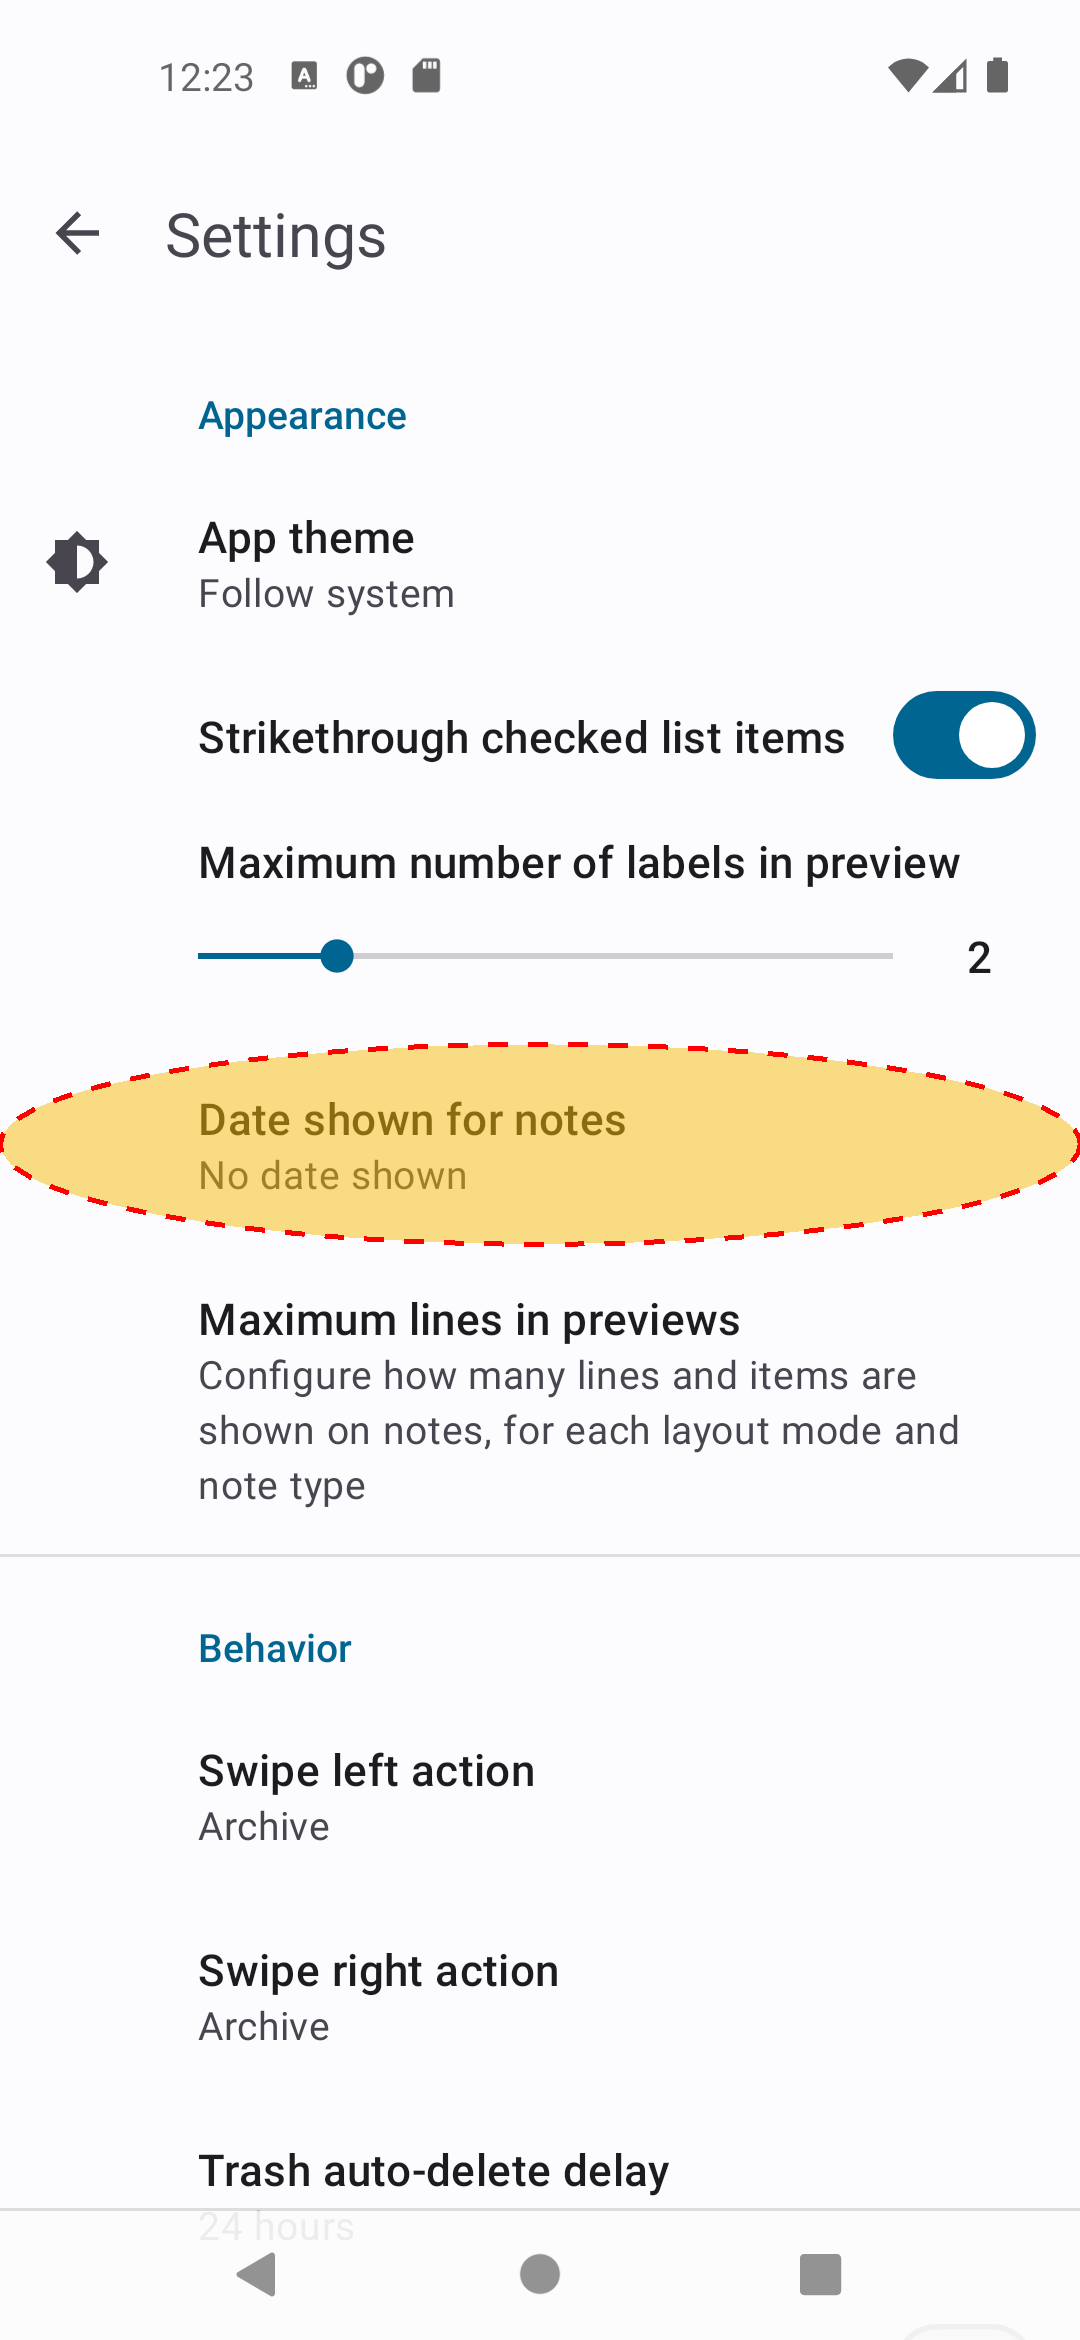 12:23
Settings
Appearance
App theme
Follow system
Strikethrough checked list items
Maximum number of labels in preview
2
Date shown for notes
No date shown
Maximum lines in previews
Configure how many lines and items are
shown on notes, for each layout mode and
note type
Behavior
Swipe left action
Archive
Swipe right action
Archive
Trash auto-delete delay
24 hours